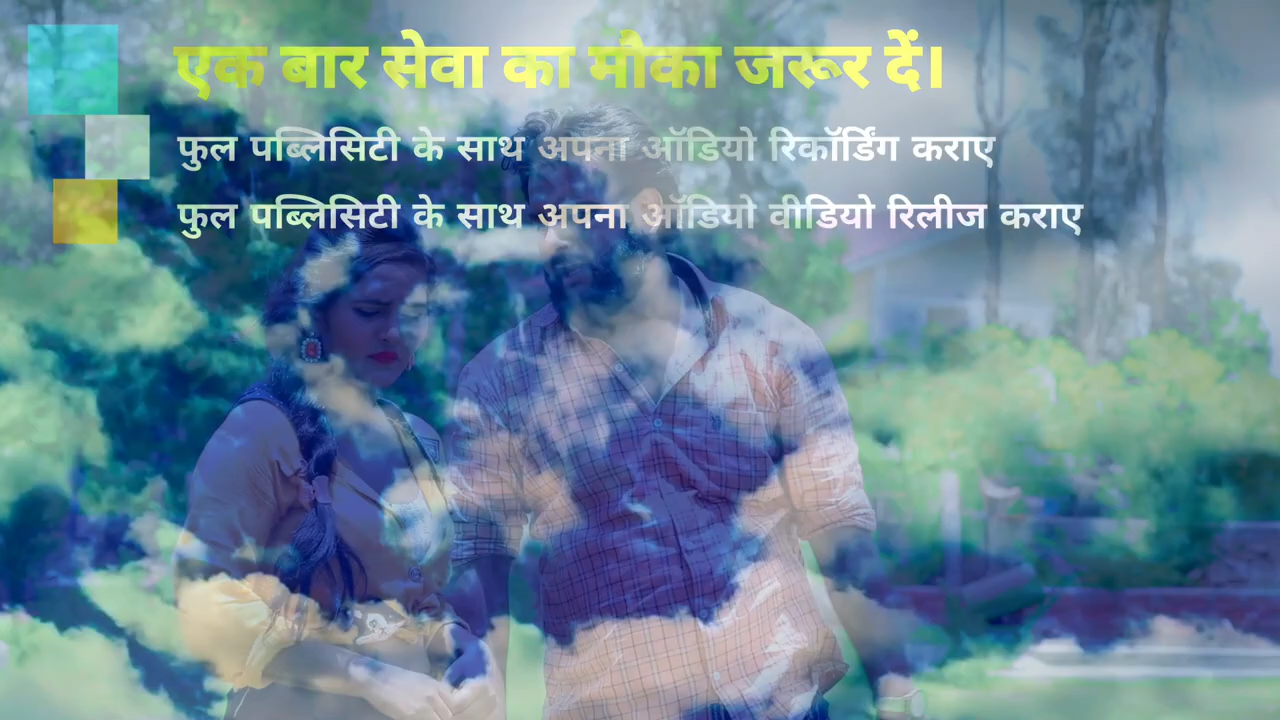 एक बार सेवा का मौका जरूर दें।
फुल पब्लिसिटी के साथ अपना ऑडियो रिकॉर्डिंग कराए
फुल पब्लिसिटी के साथ अपना ऑडियो वीडियो रिलीज कराए